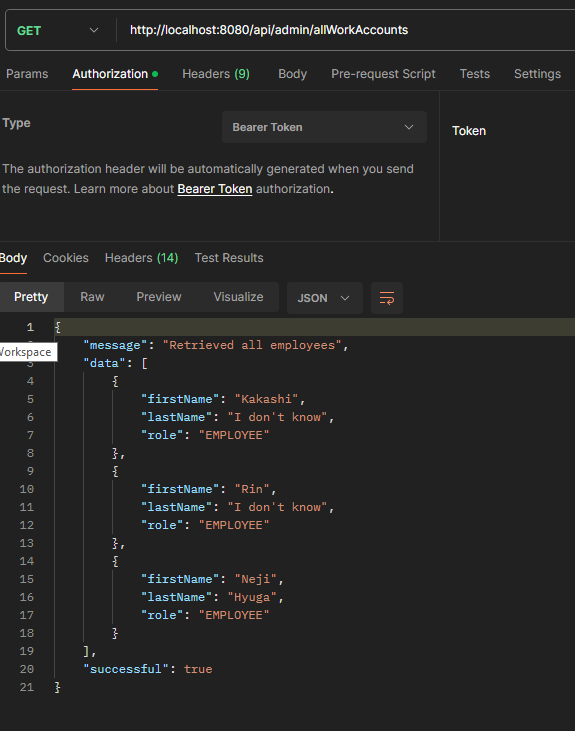 GET http://localhost:8080/api/admin/allWorkAccounts
Params Authorization Headers (9) Body Pre-request Script Tests Settings
Type Bearer Token Token
The authorization header will be automatically generated when you send
the request. Learn more about Bearer Token authorization.
Body Cookies Headers (14) Test Results
Pretty Raw Preview Visualize JSON
1 {
"message": "Retrieved all employees",
Workspace
3 "data": [
4 {
5 "firstName": "Kakashi",
6 "lastName": "I don't know",
7 "role": "EMPLOYEE"
8 },
9 {
10 "firstName": "Rin",
11 "lastName": "I don't know",
12 "role": "EMPLOYEE"
13 },
14 {
15 "firstName": "Neji",
16 "lastName": "Hyuga",
17 "role": "EMPLOYEE"
18 }
19 ],
20 "successful": true
21 }